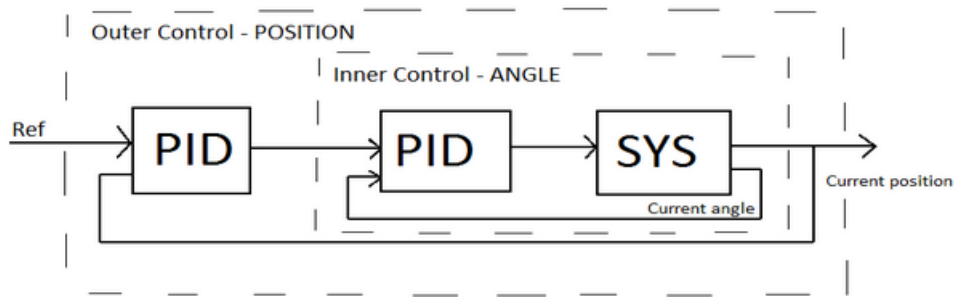 Outer Control - POSITION
Inner Control - ANGLE
Ref
PID
PID
SYS
Current position
Current angle